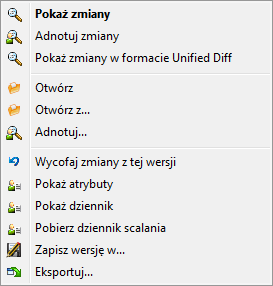 Pokaż zmiany
Adnotuj zmiany
Pokaż zmiany w formacie Unified Diff
Otwórz
Otwórz z...
Adnotuj...
Wycofaj zmiany z tej wersji
Pokaż atrybuty
Pokaż dziennik
Pobierz dziennik scalania
Zapisz wersję w...
Eksportuj...